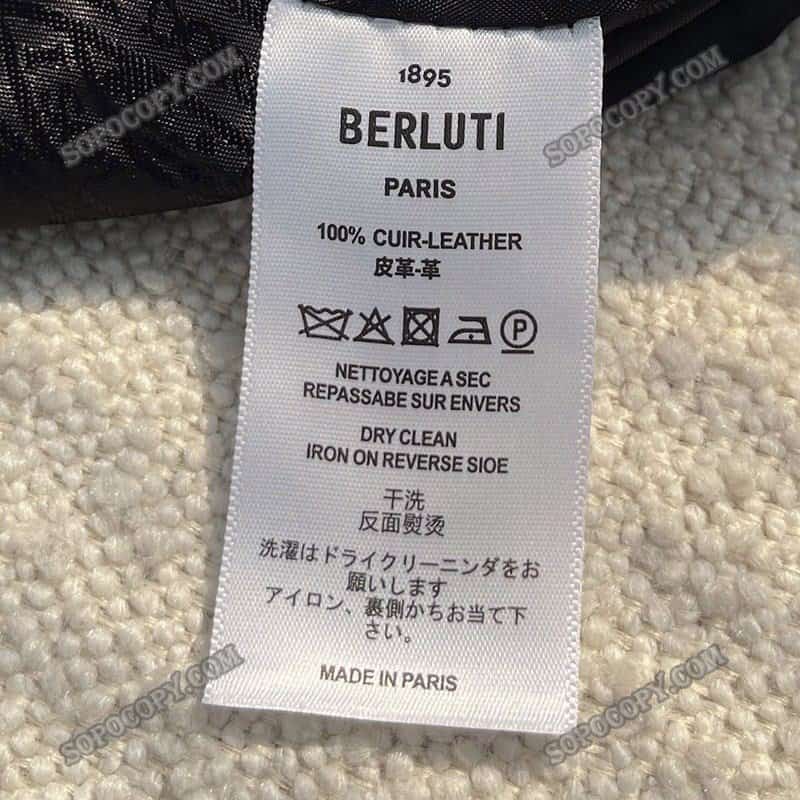 1895
BERLUTI
PARIS
100% CUIR-LEATHER
皮革-革
P
NETTOYAGE A SEC
REPASSABE SUR ENVERS
DRY CLEAN
IRON ON REVERSE SIOE
干洗
反面熨烫
洗濯はドライクリーニンダをお
願いします
アイロン、裏側からお当て下
さい。
MADE IN PARIS
SOPOCOPY.COM
SOPOCOPY.COM
SOPOCOPY.COM
SOPOCOPY.COM